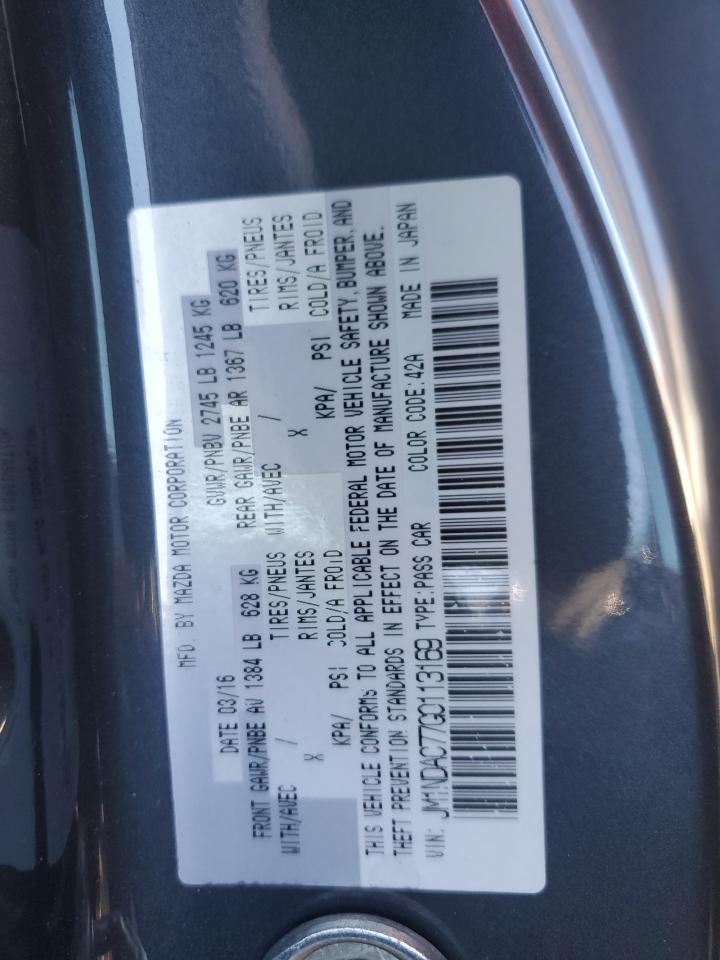 MFD. BY MAZDA MOTOR CORPORATION
DATE 03/16 GVWR/PNBV 2745 LB 1245 KG
FRONT GAWR/PNBE AV 1384 LB 628 KG REAR GAWR/PNBE AR 1367 LB 620 KG
WITH/AVEC / TIRES/PNEUS WITH/AVEC / TIRES/PNEUS
X RIMS/JANTES X RIMS/JANTES
KPA/ PSI COLD/A FROID KPA/ PSI COLD/A FROID
THIS VEHICLE CONFORMS TO ALL APPLICABLE FEDERAL MOTOR VEHICLE SAFETY, BUMPER, AND
THEFT PREVENTION STANDARDS IN EFFECT ON THE DATE OF MANUFACTURE SHOWN ABOVE.
VIN: JM1NDAC77G0113169 TYPE: PASS CAR COLOR CODE: 42A MADE IN JAPAN